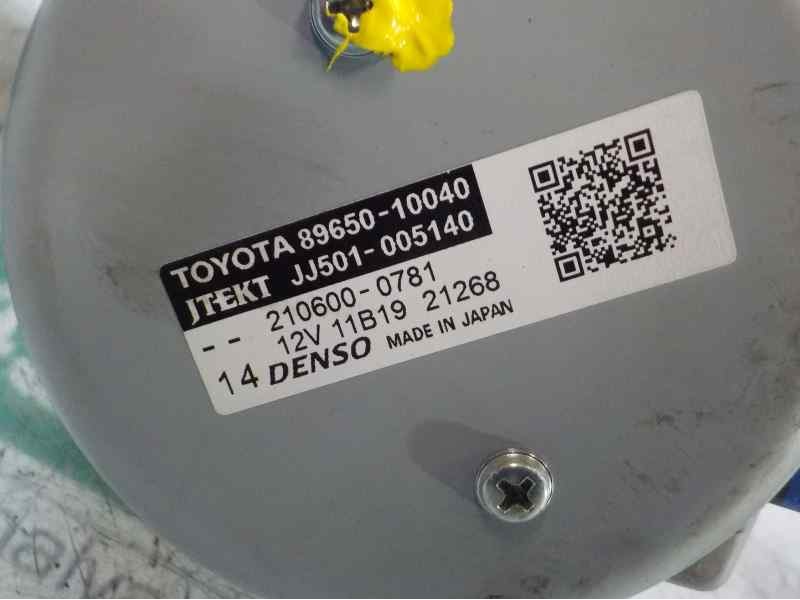 TOYOTA 89650-10040
JTEKT JJ501-005140
-- 210600-0781
12V 11B19 21268
14 DENSO MADE IN JAPAN